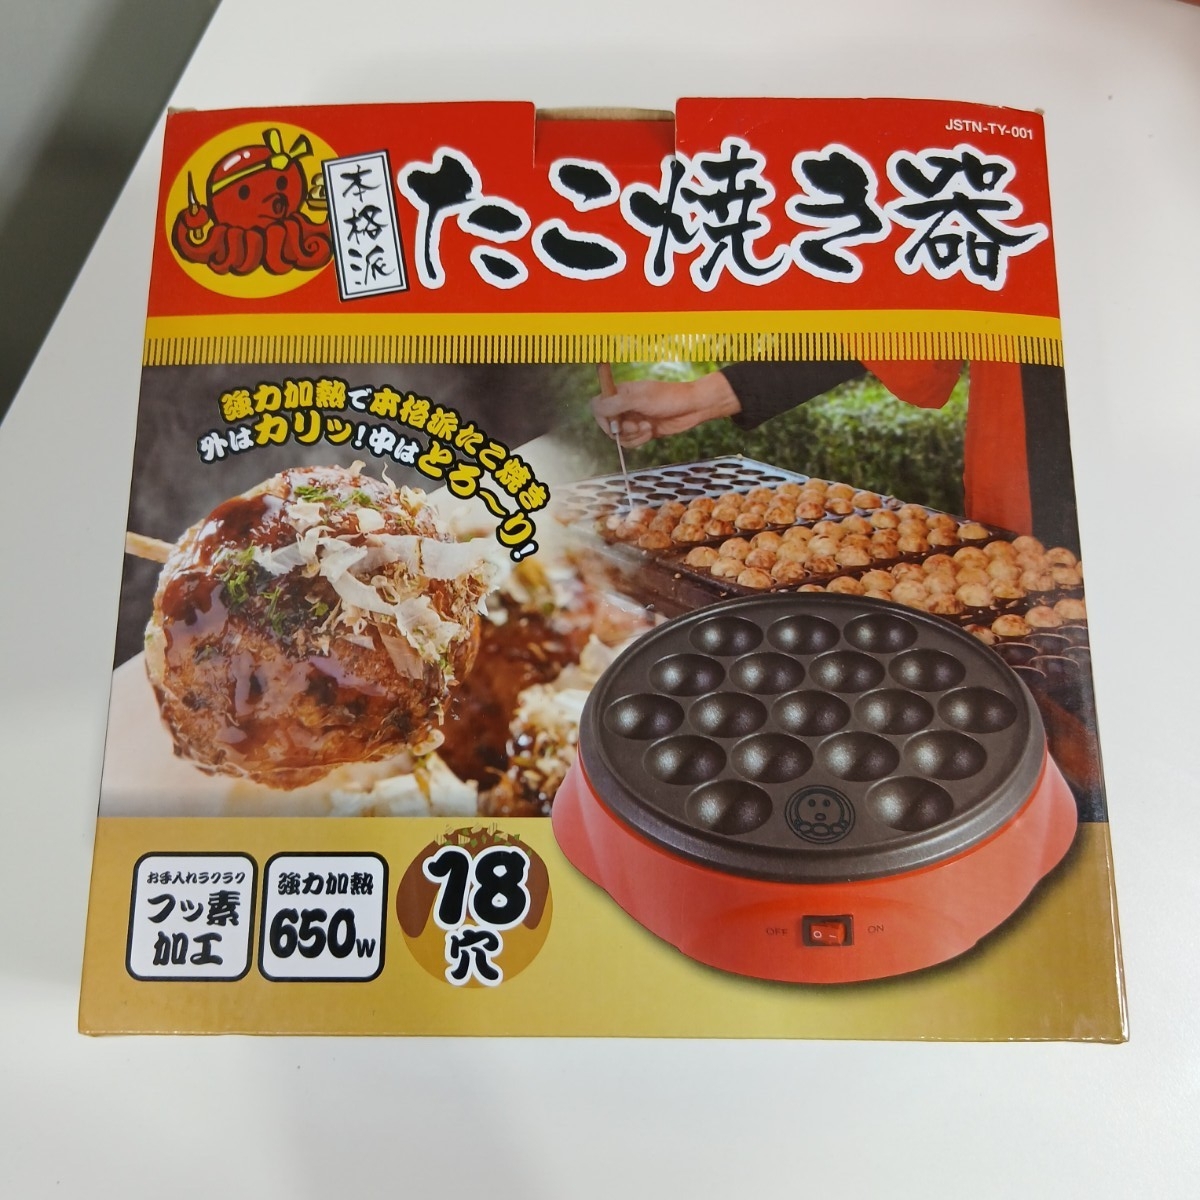 JSTN-TY-001
本格派
たこ焼き器
強力加熱で本格派たこ焼き
外はカリッ!中はとろ〜り!
お手入れラクラク
フッ素
加工
強力加熱
650W
18
穴
OFF
ON